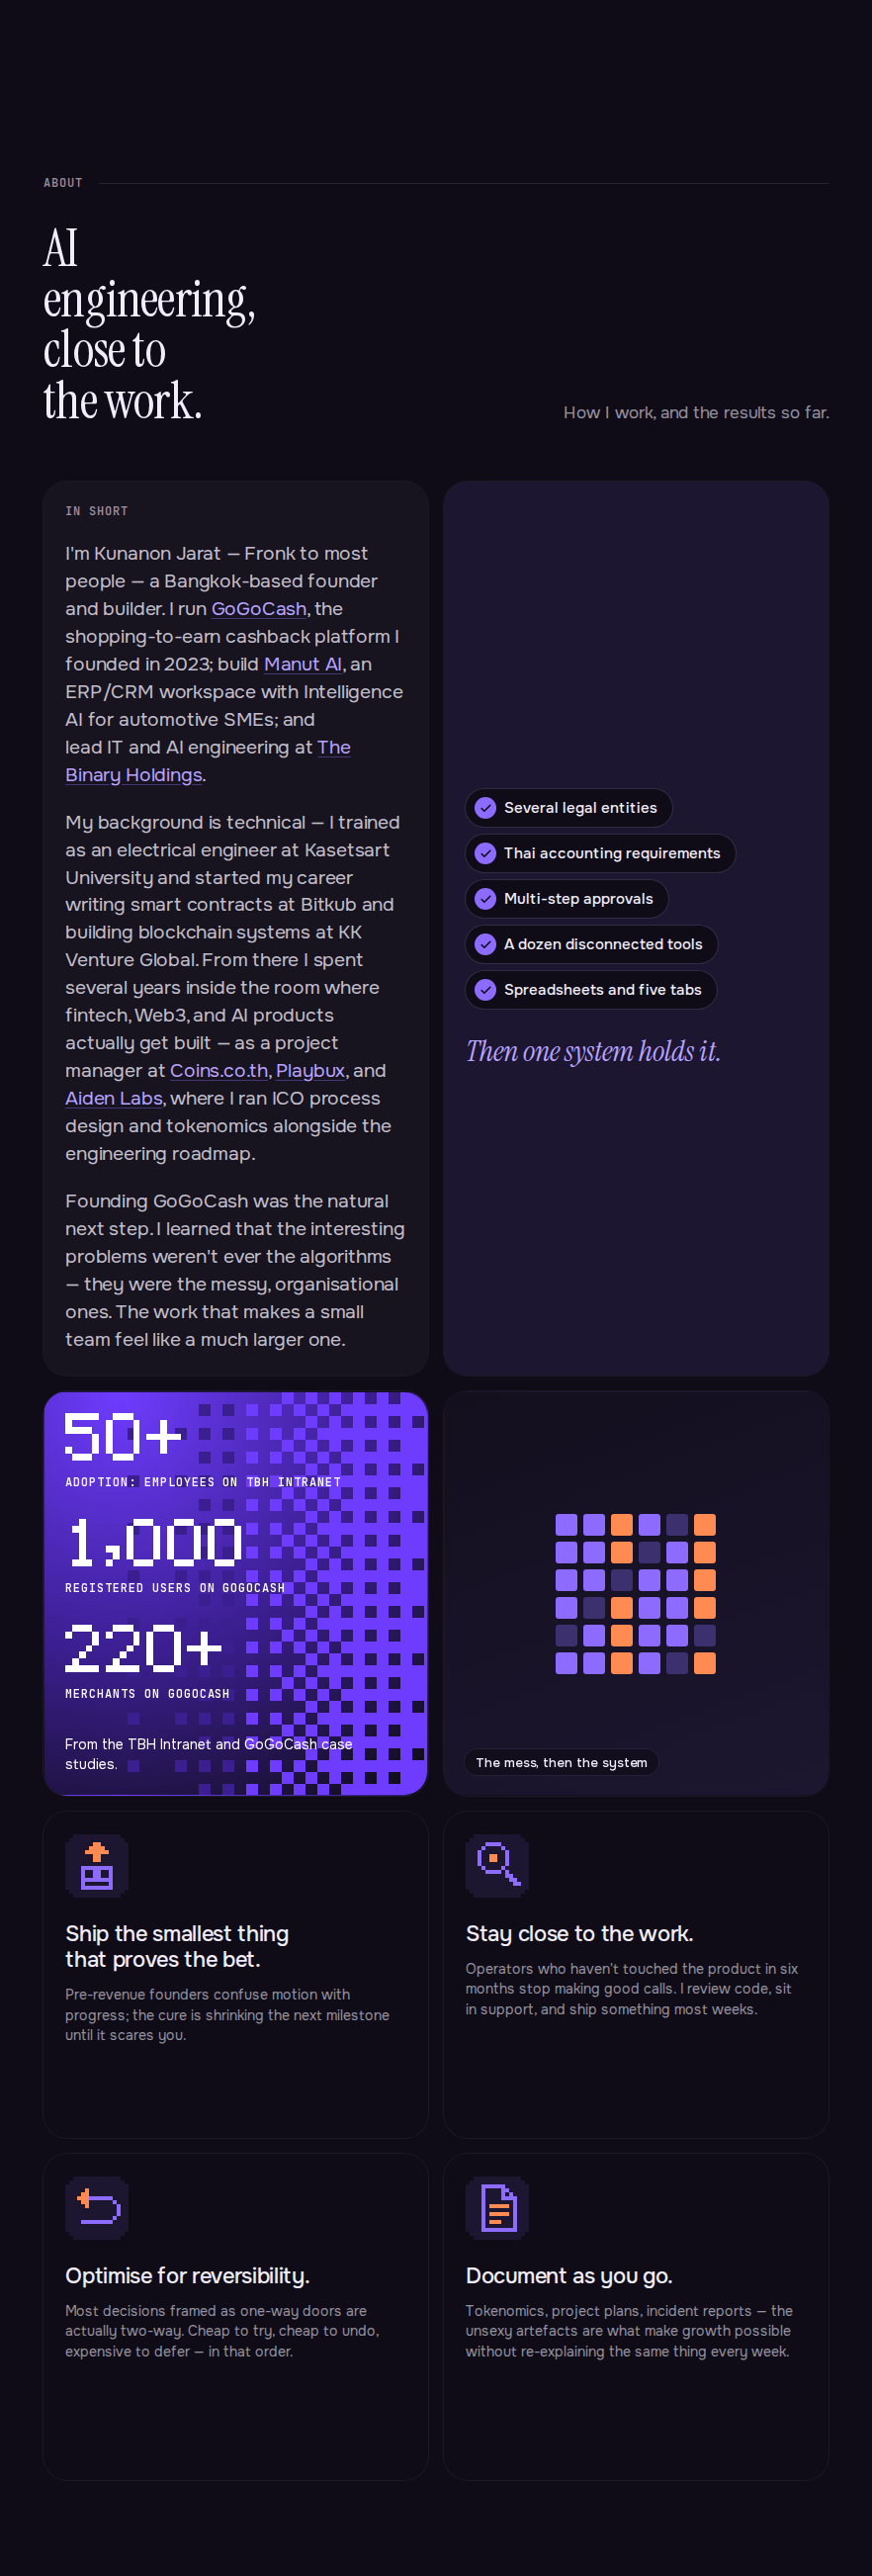 ABOUT
AI
engineering,
close to
the work.
How I work, and the results so far.
IN SHORT
I'm Kunanon Jarat — Fronk to most
people — a Bangkok-based founder
and builder. I run GoGoCash, the
shopping-to-earn cashback platform I
founded in 2023; build Manut AI, an
ERP/CRM workspace with Intelligence
AI for automotive SMEs; and
lead IT and AI engineering at The
Binary Holdings.
My background is technical — I trained
as an electrical engineer at Kasetsart
University and started my career
writing smart contracts at Bitkub and
building blockchain systems at KK
Venture Global. From there I spent
several years inside the room where
fintech, Web3, and AI products
actually get built — as a project
manager at Coins.co.th, Playbux, and
Aiden Labs, where I ran ICO process
design and tokenomics alongside the
engineering roadmap.
Founding GoGoCash was the natural
next step. I learned that the interesting
problems weren't ever the algorithms
— they were the messy, organisational
ones. The work that makes a small
team feel like a much larger one.
Several legal entities
Thai accounting requirements
Multi-step approvals
A dozen disconnected tools
Spreadsheets and five tabs
Then one system holds it.
50+
ADOPTION: EMPLOYEES ON TBH INTRANET
1,000
REGISTERED USERS ON GOGOCASH
220+
MERCHANTS ON GOGOCASH
From the TBH Intranet and GoGoCash case
studies.
The mess, then the system
Ship the smallest thing
that proves the bet.
Pre-revenue founders confuse motion with
progress; the cure is shrinking the next milestone
until it scares you.
Stay close to the work.
Operators who haven't touched the product in six
months stop making good calls. I review code, sit
in support, and ship something most weeks.
Optimise for reversibility.
Most decisions framed as one-way doors are
actually two-way. Cheap to try, cheap to undo,
expensive to defer — in that order.
Document as you go.
Tokenomics, project plans, incident reports — the
unsexy artefacts are what make growth possible
without re-explaining the same thing every week.